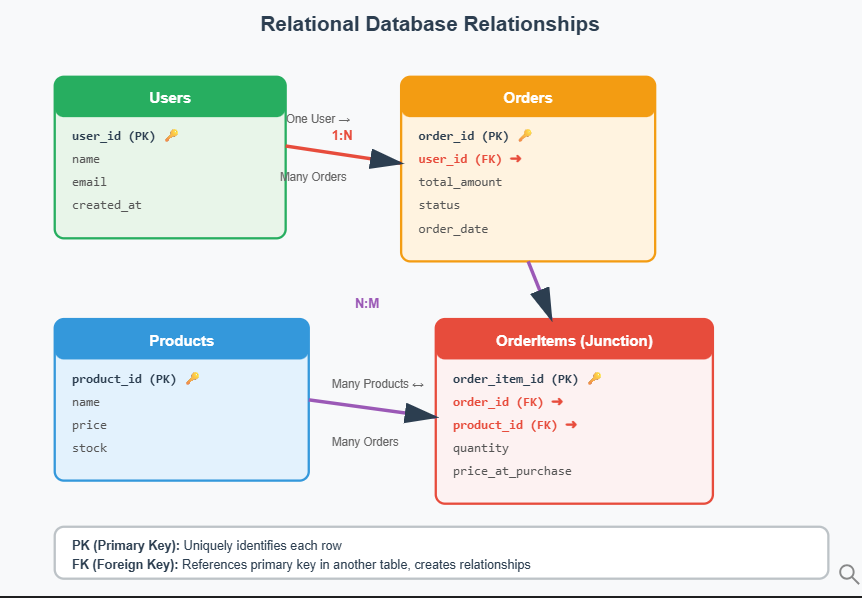 Relational Database Relationships
Users
user_id (PK) 🔑
name
email
created_at
One User →
1:N
Many Orders
Orders
order_id (PK) 🔑
user_id (FK) ➜
total_amount
status
order_date
N:M
Products
product_id (PK) 🔑
name
price
stock
Many Products ↔
Many Orders
OrderItems (Junction)
order_item_id (PK) 🔑
order_id (FK) ➜
product_id (FK) ➜
quantity
price_at_purchase
PK (Primary Key): Uniquely identifies each row
FK (Foreign Key): References primary key in another table, creates relationships